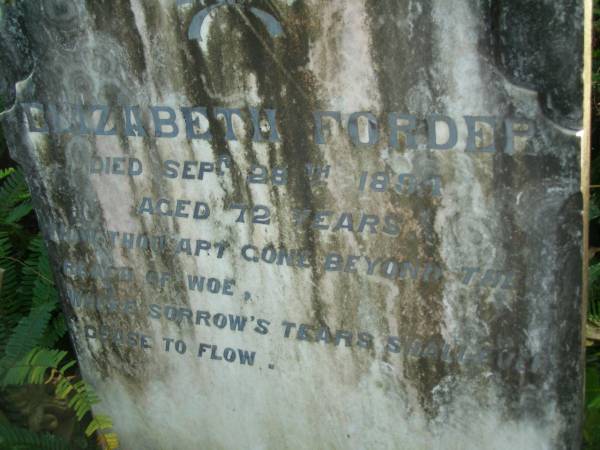 ELIZABETH FORDER
DIED SEPT 28TH 1894
AGED 72 YEARS
THOU ART GONE BEYOND THE
REACH OF WOE,
WHERE SORROW'S TEARS SHALL
CEASE TO FLOW.